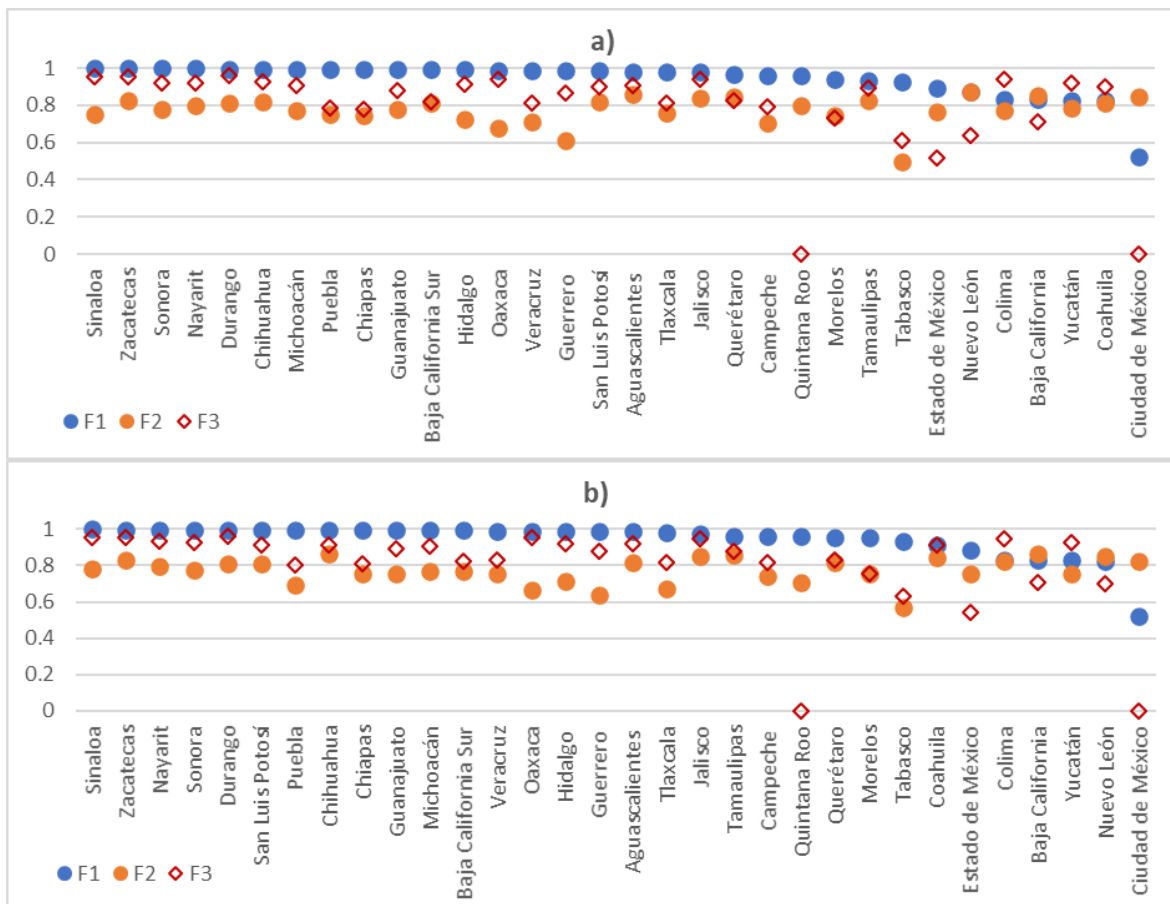 a)
1
0.8
0.6
0.4
0.2
0
Sinaloa
Zacatecas
Sonora
Nayarit
Durango
Chihuahua
Michoacán
Puebla
Chiapas
Guanajuato
Baja California Sur
Hidalgo
Oaxaca
Veracruz
Guerrero
San Luis Potosí
Aguascalientes
Tlaxcala
Jalisco
Querétaro
Campeche
Quintana Roo
Morelos
Tamaulipas
Tabasco
Estado de México
Nuevo León
Colima
Baja California
Yucatán
Coahuila
Ciudad de México
F1 F2 F3
b)
1
0.8
0.6
0.4
0.2
0
Sinaloa
Zacatecas
Nayarit
Sonora
Durango
San Luis Potosí
Puebla
Chihuahua
Chiapas
Guanajuato
Michoacán
Baja California Sur
Veracruz
Oaxaca
Hidalgo
Guerrero
Aguascalientes
Tlaxcala
Jalisco
Tamaulipas
Campeche
Quintana Roo
Querétaro
Morelos
Tabasco
Coahuila
Estado de México
Colima
Baja California
Yucatán
Nuevo León
Ciudad de México
F1 F2 F3